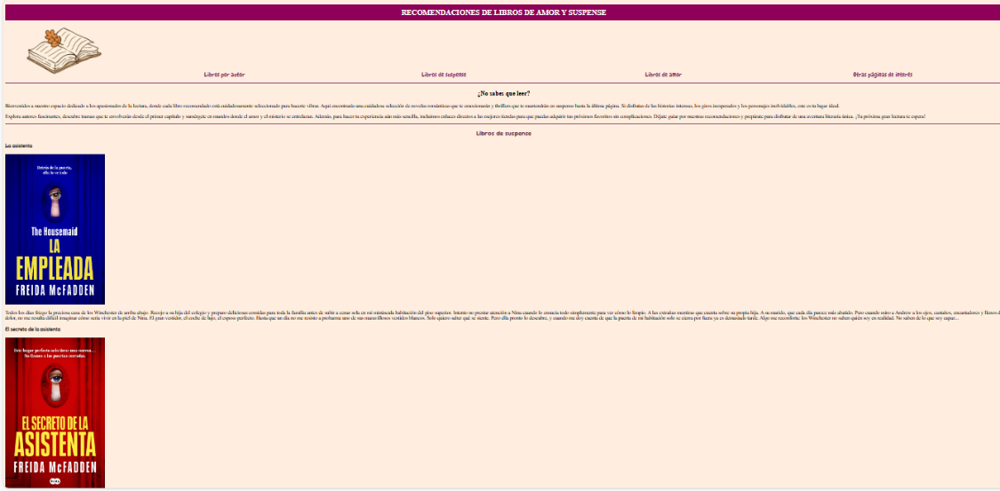 RECOMENDACIONES DE LIBROS DE AMOR Y SUSPENSE
Libros por autor
Libros de suspense
Libros de amor
Otras páginas de interés
¿No sabes que leer?
Bienvenidos a nuestro espacio dedicado a los apasionados de la lectura, donde cada libro recomendado está cuidadosamente seleccionado para hacerte vibrar. Aquí encontrarás una cuidadosa selección de novelas románticas que te emocionarán y thrillers que te mantendrán en suspenso hasta la última página. Si disfrutas de las historias intensas, los giros inesperados y los personajes inolvidables, este es tu lugar ideal.
Explora autores fascinantes, descubre tramas que te envolverán desde el primer capítulo y sumérgete en mundos donde el amor y el misterio se entrelazan. Además, para hacer tu experiencia aún más sencilla, incluimos enlaces directos a las mejores tiendas para que puedas adquirir tus próximos favoritos sin complicaciones. Déjate guiar por nuestras recomendaciones y prepárate para disfrutar de una aventura literaria única. ¡Tu próxima gran lectura te espera!
Libros de suspense
La asistenta
Detrás de la puerta,
ella lo ve todo
The Housemaid
LA
EMPLEADA
FREIDA McFADDEN
Todos los días friego la preciosa casa de los Winchester de arriba abajo. Recojo a su hija del colegio y preparo deliciosas comidas para toda la familia antes de subir a cenar sola en mi minúscula habitación del piso superior. Intento no prestar atención a Nina cuando lo ensucia todo simplemente para ver cómo lo limpio. A las extrañas mentiras que cuenta sobre su propia hija. A su marido, que cada día parece más abatido. Pero cuando miro a Andrew a los ojos, castaños, encantadores y llenos d
dolor, no me resulta difícil imaginar cómo sería vivir en la piel de Nina. El gran vestidor, el coche de lujo, el esposo perfecto. Hasta que un día no me resisto a probarme uno de sus maravillosos vestidos blancos. Solo quiero saber qué se siente. Pero ella pronto lo descubre, y cuando me doy cuenta de que la puerta de mi habitación solo se cierra por fuera ya es demasiado tarde. Algo me reconforta: los Winchester no saben quién soy en realidad. No saben de lo que soy capaz...
El secreto de la asistenta
Este hogar perfecto solo tiene una norma...
No llames a las puertas cerradas.
EL SECRETO DE LA
ASISTENTA
FREIDA McFADDEN